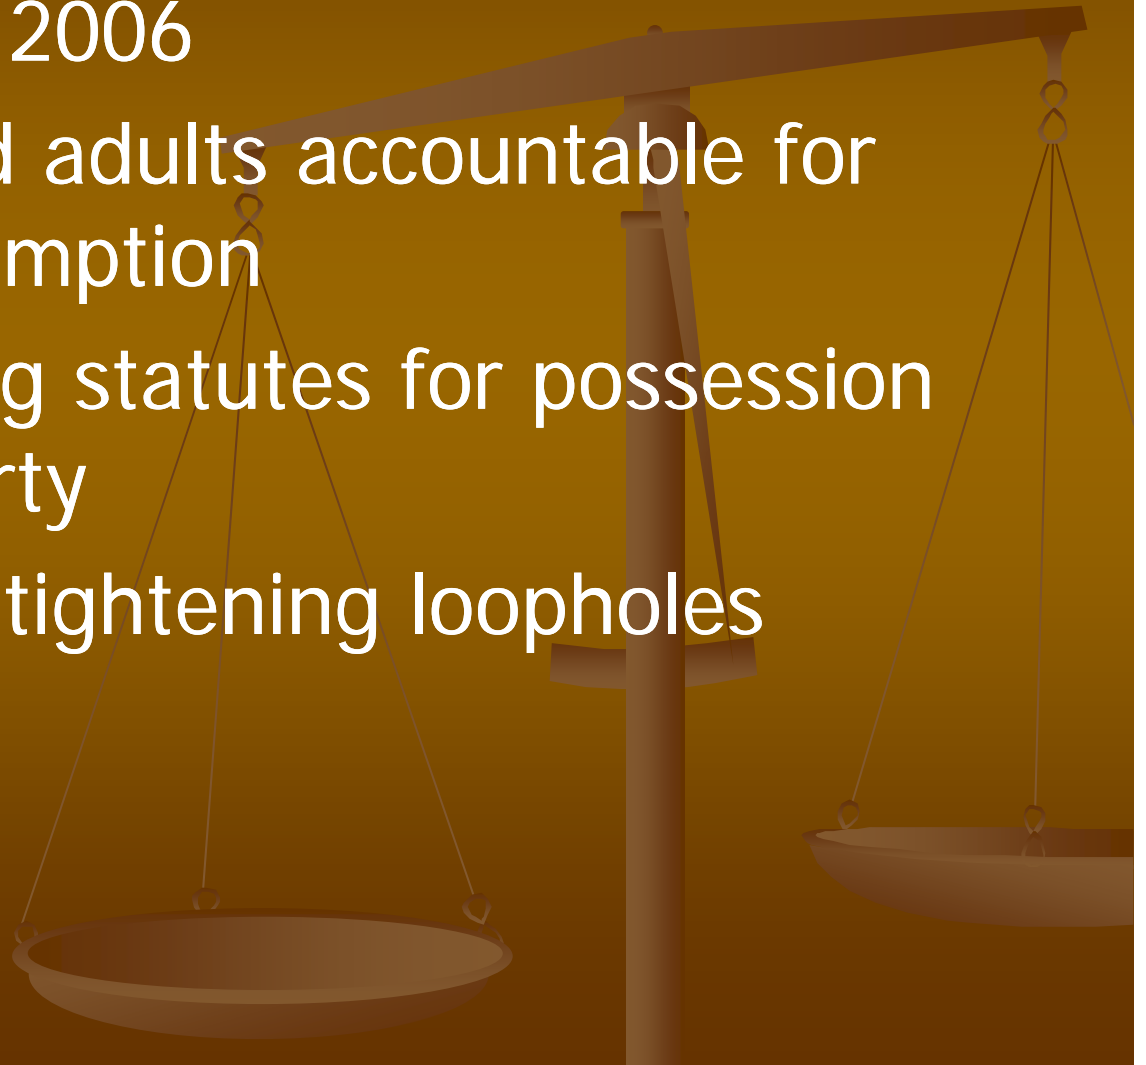 2006
d adults accountable for
mption
g statutes for possession
rty
tightening loopholes